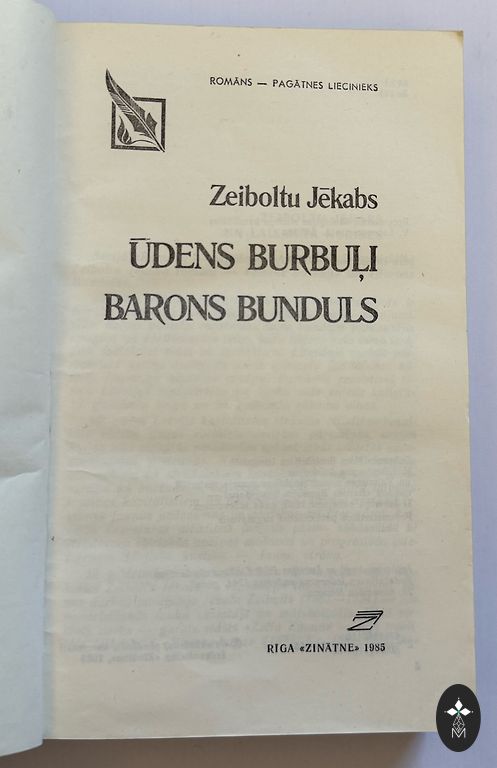 ROMĀNS — PAGĀTNES LIECINIEKS
Zeiboltu Jēkabs
ŪDENS BURBUĻI
BARONS BUNDULS
RĪGA «ZINĀTNE» 1985